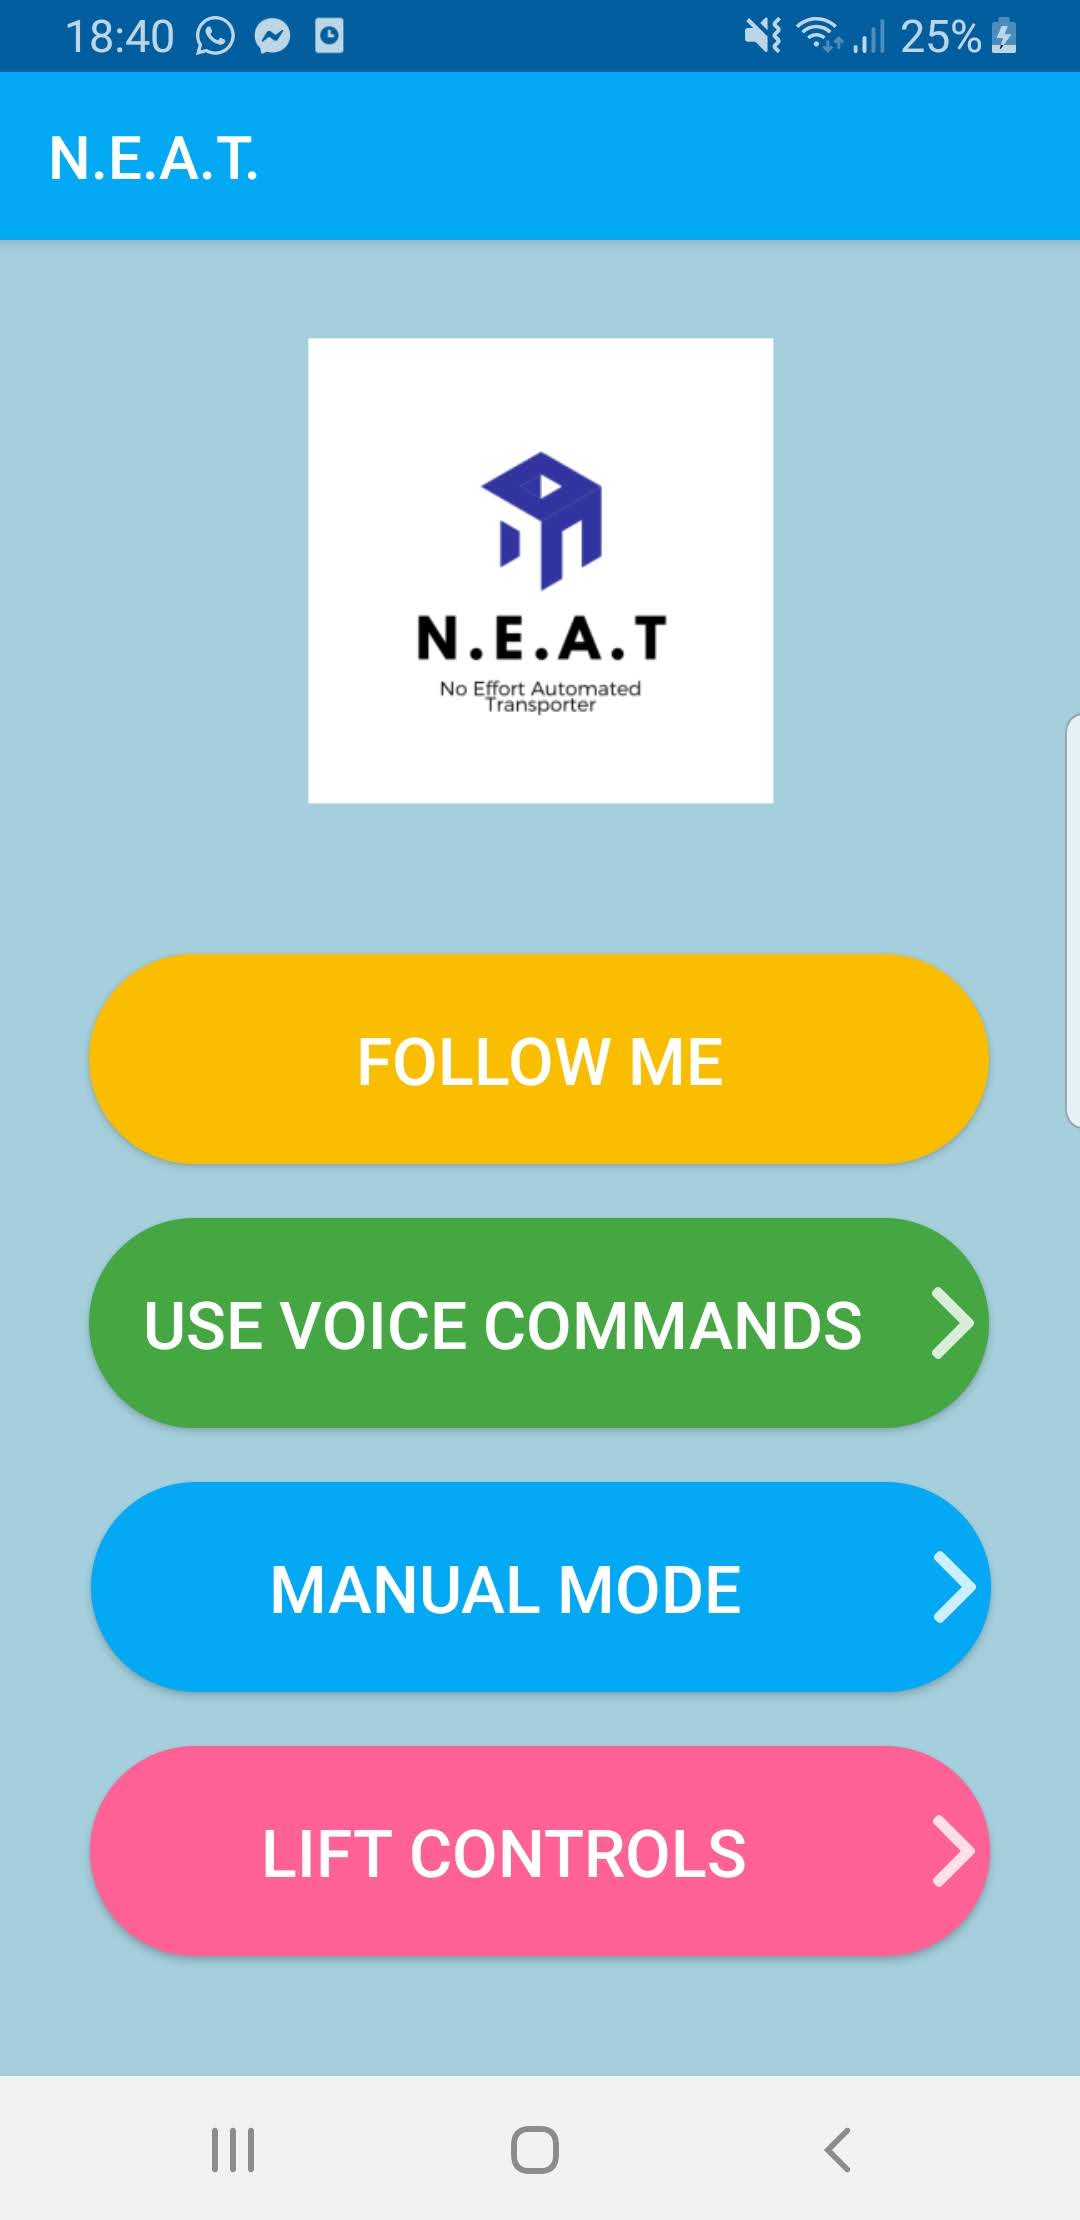 18:40
25%
N.E.A.T.
N.E.A.T
No Effort Automated
Transporter
FOLLOW ME
USE VOICE COMMANDS
MANUAL MODE
LIFT CONTROLS